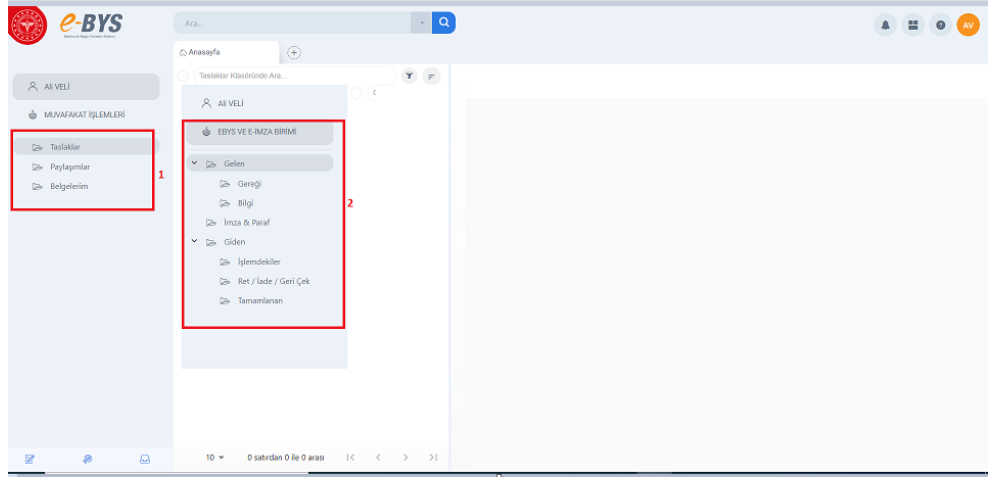 e-BYS
Ara..
AV
Anasayfa
Taslaklar Klasöründe Ara...
Ali VELİ
MUVAFAKAT İŞLEMLERİ
Taslaklar
Paylaşımlar
Belgelerim
1
Ali VELİ
EBYS VE E-İMZA BİRİMİ
Gelen
Gereği
Bilgi
İmza & Paraf
Giden
İşlemdekiler
Ret / İade / Geri Çek
Tamamlanan
2
10
0 satırdan 0 ile 0 arası